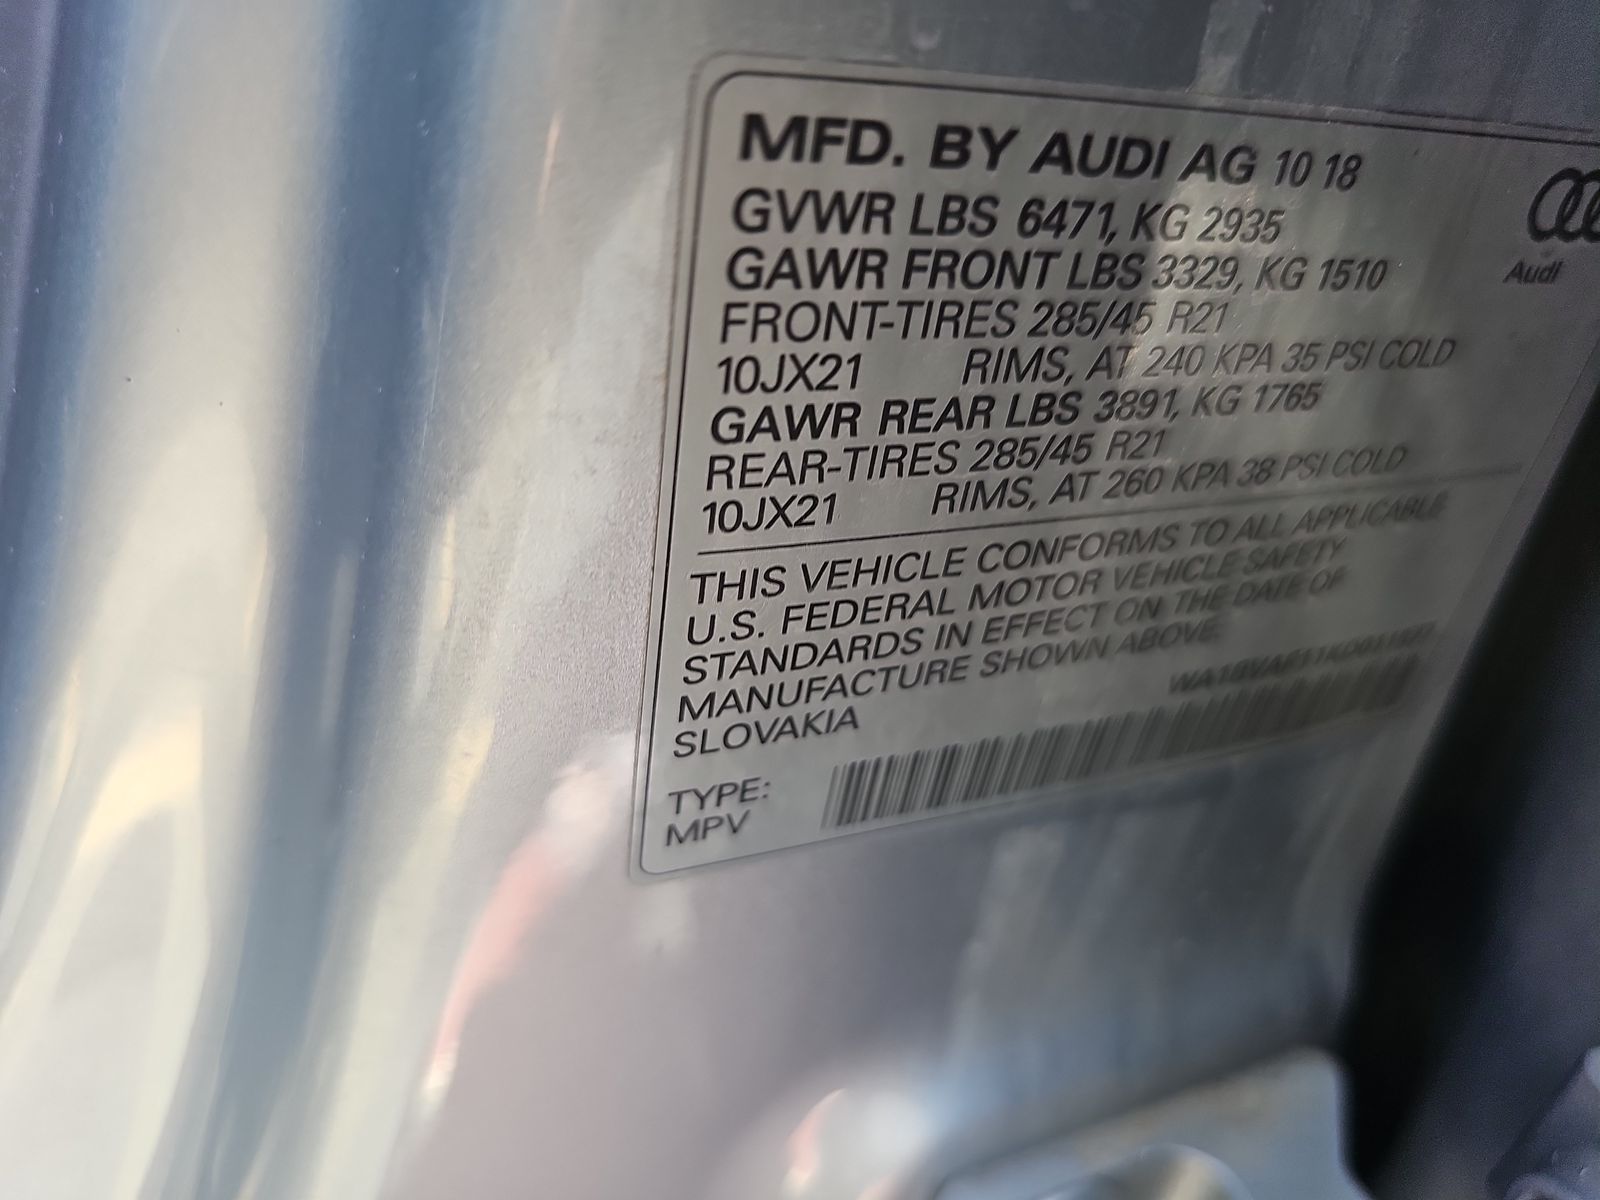 MFD. BY AUDI AG 10 18
GVWR LBS 6471, KG 2935
GAWR FRONT LBS 3329, KG 1510
Audi
FRONT-TIRES 285/45 R21
10JX21 RIMS, AT 240 KPA 35 PSI COLD
GAWR REAR LBS 3891, KG 1765
REAR-TIRES 285/45 R21
10JX21 RIMS, AT 260 KPA 38 PSI COLD
THIS VEHICLE CONFORMS TO ALL APPLICABLE
U.S. FEDERAL MOTOR VEHICLE SAFETY
STANDARDS IN EFFECT ON THE DATE OF
MANUFACTURE SHOWN ABOVE.
SLOVAKIA
TYPE:
MPV